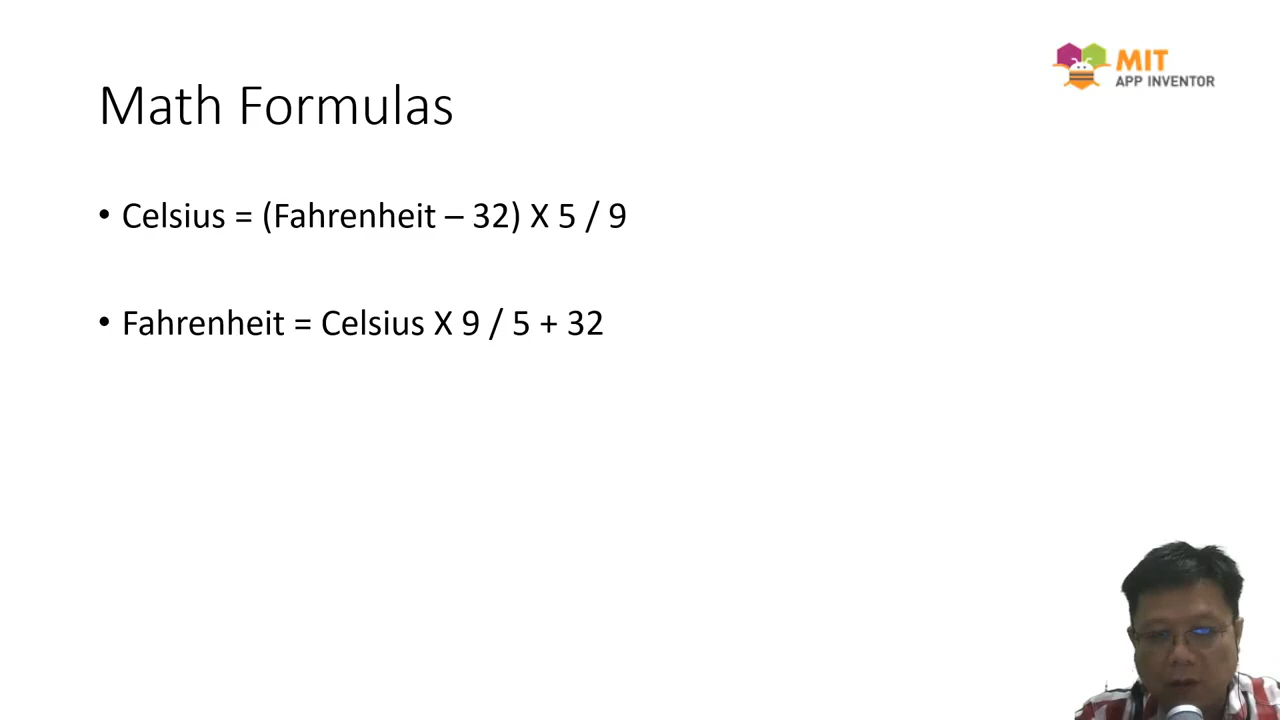 MIT
APP INVENTOR
Math Formulas
• Celsius = (Fahrenheit – 32) X 5 / 9
• Fahrenheit = Celsius X 9 / 5 + 32